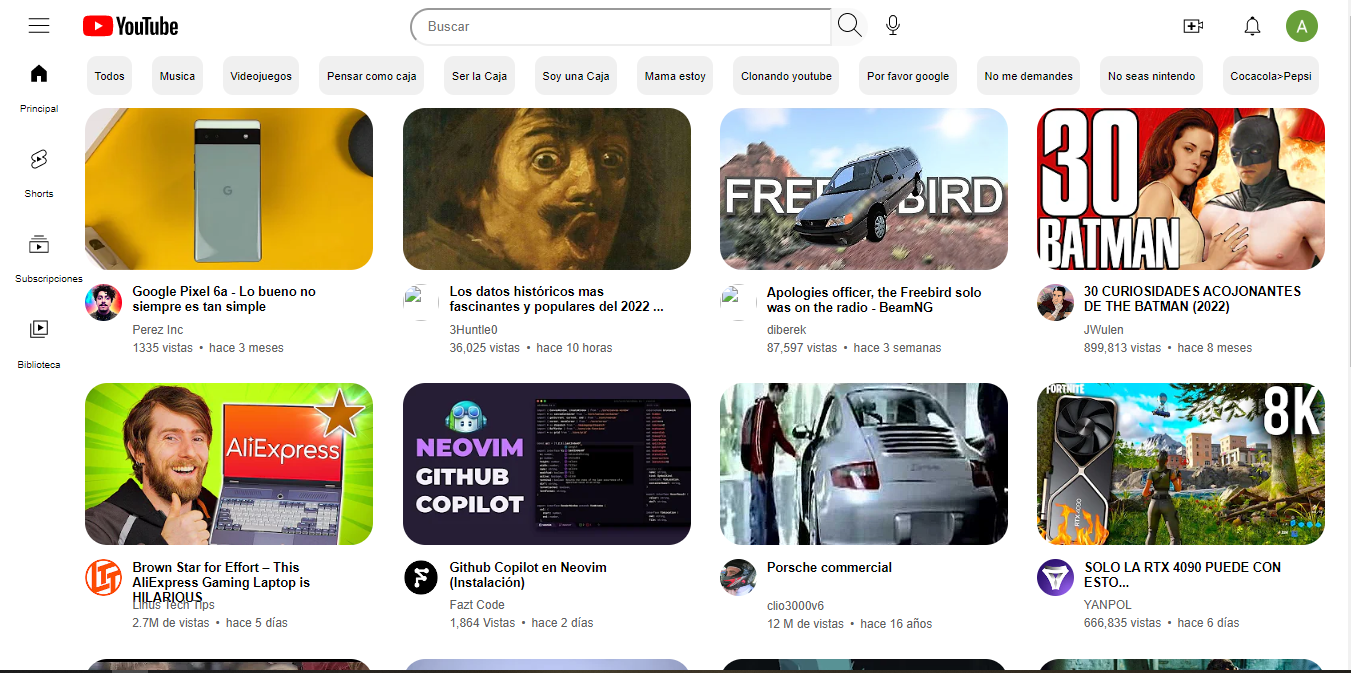 YouTube
Buscar
A
Todos
Musica
Videojuegos
Pensar como caja
Ser la Caja
Soy una Caja
Mama estoy
Clonando youtube
Por favor google
No me demandes
No seas nintendo
Cocacola>Pepsi
Principal
Shorts
Subscripciones
Biblioteca
G
FREEBIRD
30
BATMAN
Google Pixel 6a - Lo bueno no
siempre es tan simple
Perez Inc
1335 vistas • hace 3 meses
Los datos históricos mas
fascinantes y populares del 2022 ...
3Huntle0
36,025 vistas • hace 10 horas
Apologies officer, the Freebird solo
was on the radio - BeamNG
diberek
87,597 vistas • hace 3 semanas
30 CURIOSIDADES ACOJONANTES
DE THE BATMAN (2022)
JWulen
899,813 vistas • hace 8 meses
AliExpress
NEOVIM
GITHUB
COPILOT
FORTNITE
8K
RTX 4090
Brown Star for Effort – This
AliExpress Gaming Laptop is
HILARIOUS
Linus Tech Tips
2.7M de vistas • hace 5 días
Github Copilot en Neovim
(Instalación)
Fazt Code
1,864 Vistas • hace 2 días
Porsche commercial
clio3000v6
12 M de vistas • hace 16 años
SOLO LA RTX 4090 PUEDE CON
ESTO...
YANPOL
666,835 vistas • hace 6 días